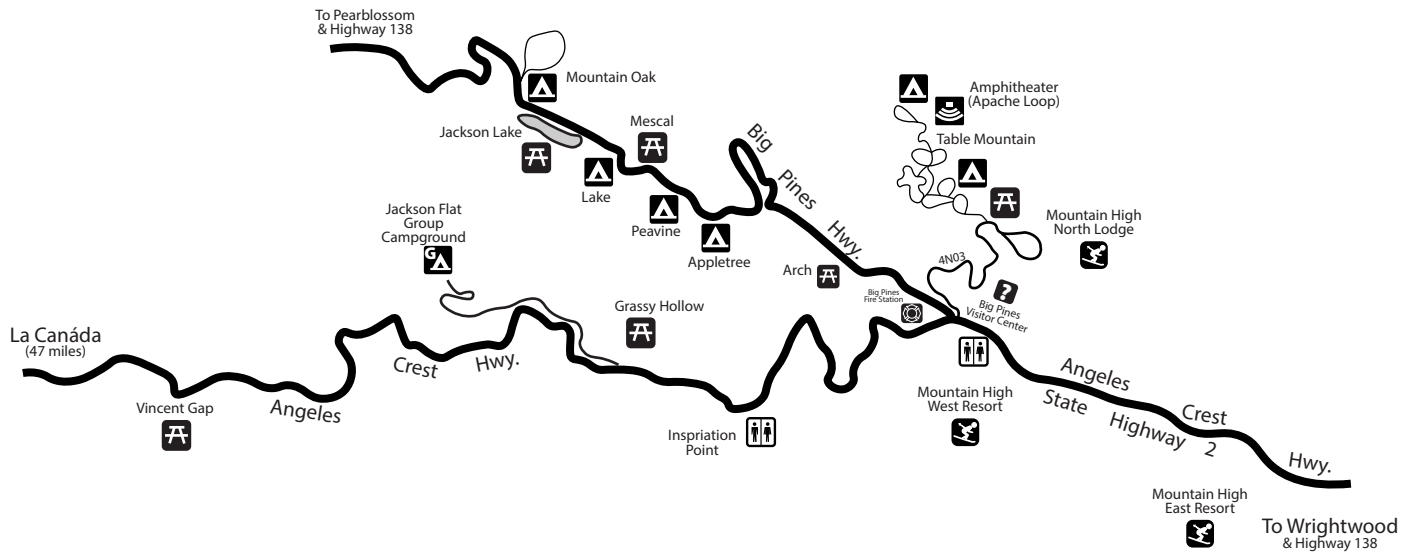 To Pearblossom
& Highway 138
Mountain Oak
Jackson Lake
Mescal
Lake
Peavine
Appletree
Big
Pines
Hwy.
Amphitheater
(Apache Loop)
Table Mountain
Mountain High
North Lodge
4N03
?
Big Pines
Visitor Center
Arch
Big Pines
Fire Station
Jackson Flat
Group
Campground
G
Grassy Hollow
La Canáda
(47 miles)
Vincent Gap
Angeles
Crest
Hwy.
Inspriation
Point
Mountain High
West Resort
Angeles
Crest
Hwy.
State
Highway
2
Mountain High
East Resort
To Wrightwood
& Highway 138